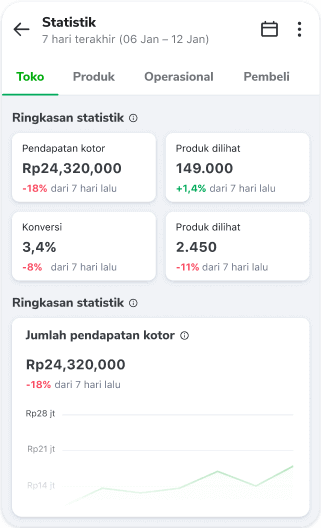 Statistik
7 hari terakhir (06 Jan – 12 Jan)
Toko Produk Operasional Pembeli
Ringkasan statistik
Pendapatan kotor
Rp24,320,000
-18% dari 7 hari lalu
Produk dilihat
149.000
+1,4% dari 7 hari lalu
Konversi
3,4%
-8% dari 7 hari lalu
Produk dilihat
2.450
-11% dari 7 hari lalu
Ringkasan statistik
Jumlah pendapatan kotor
Rp24,320,000
-18% dari 7 hari lalu
Rp28 jt
Rp21 jt
Rp14 jt